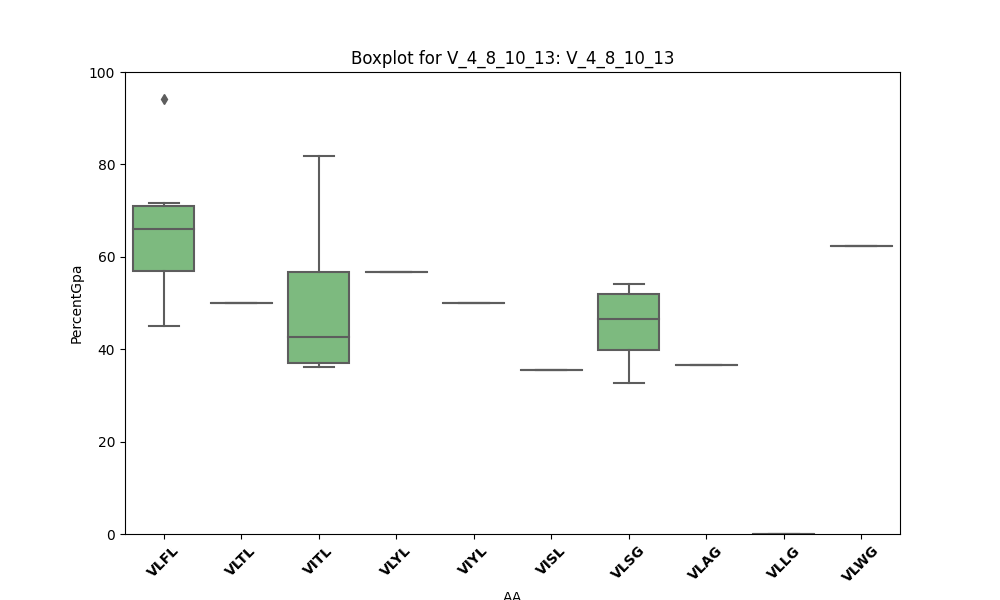 Boxplot for V_4_8_10_13: V_4_8_10_13
100
80
60
40
20
0
PercentGpa
VLFL
VLTL
VITL
VLYL
VIYL
VISL
VLSG
VLAG
VLLG
VLWG
AA